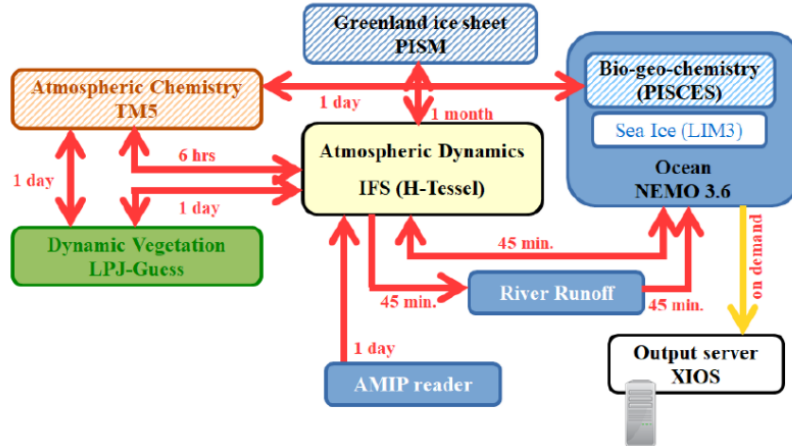 Greenland ice sheet
PISM
Atmospheric Chemistry
TM5
1 day
1 month
Bio-geo-chemistry
(PISCES)
Sea Ice (LIM3)
Ocean
NEMO 3.6
6 hrs
Atmospheric Dynamics
IFS (H-Tessel)
1 day
1 day
Dynamic Vegetation
LPJ-Guess
45 min.
45 min.
River Runoff
45 min.
on demand
1 day
AMIP reader
Output server
XIOS